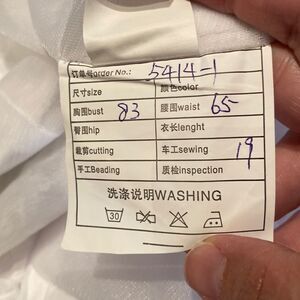 订单号order No.: 5414-1
尺寸size 颜色color
胸围bust 83 腰围waist 65
臀围hip 衣长lenght
裁剪cutting 车工sewing 19
手工Beading 质检inspection
洗涤说明WASHING
30